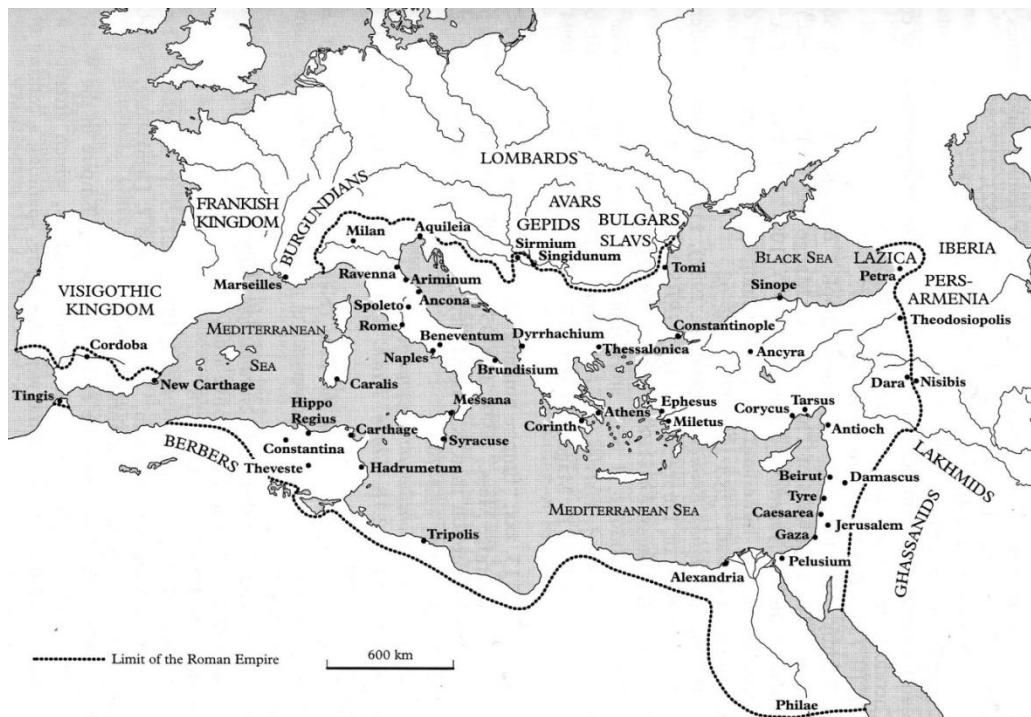 LOMBARDS
FRANKISH
KINGDOM
BURGUNDIANS
AVARS
GEPIDS
BULGARS
SLAVS
Milan
Aquileia
Sirmium
Singidunum
BLACK SEA
LAZICA
IBERIA
Petra
PERS-
ARMENIA
Marseilles
Ravenna
Ariminum
Ancona
Tomi
Sinope
Theodosiopolis
VISIGOTHIC
KINGDOM
Spoleto
Rome
MEDITERRANEAN
SEA
Beneventum
Dyrrhachium
Constantinople
Cordoba
Naples
Thessalonica
Ancyra
New Carthage
Caralis
Brundisium
Dara
Nisibis
Tingis
Hippo
Regius
Messana
Ephesus
Tarsus
Corycus
Carthage
Corinth
Athens
Miletus
Antioch
BERBERS
Constantina
Syracuse
Theveste
Hadrumetum
LAKHMIDS
Beirut
Damascus
Tyre
MEDITERRANEAN SEA
Caesarea
Jerusalem
GHASSANIDS
Tripolis
Gaza
Pelusium
Alexandria
Limit of the Roman Empire
600 km
Philae